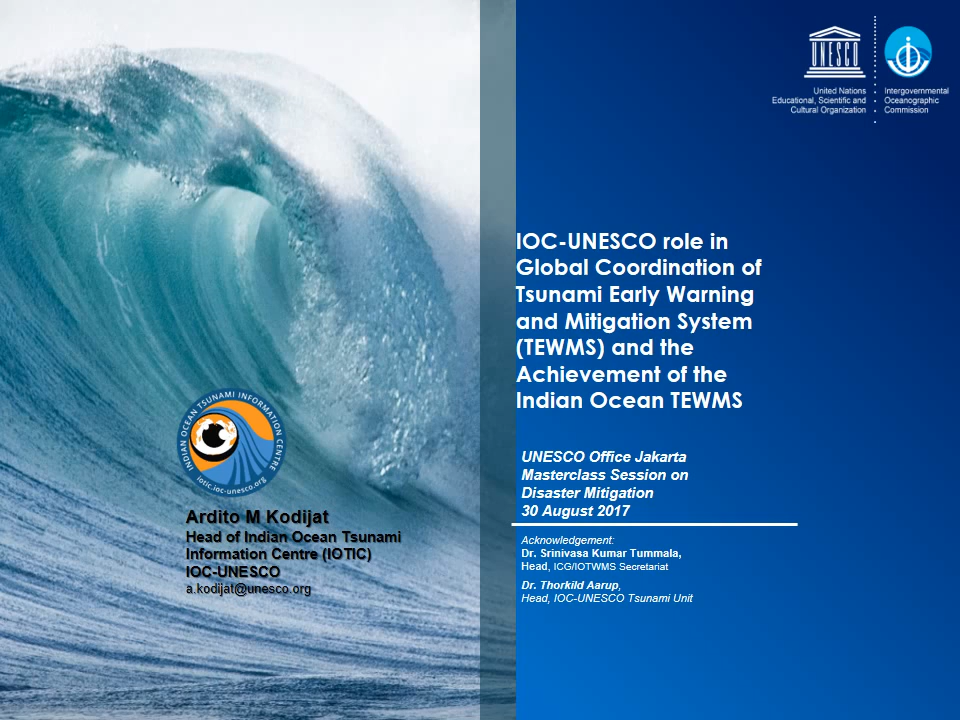 UNESCO
United Nations
Educational, Scientific and
Cultural Organization
Intergovernmental
Oceanographic
Commission
IOC-UNESCO role in
Global Coordination of
Tsunami Early Warning
and Mitigation System
(TEWMS) and the
Achievement of the
Indian Ocean TEWMS
UNESCO Office Jakarta
Masterclass Session on
Disaster Mitigation
30 August 2017
Acknowledgement:
Dr. Srinivasa Kumar Tummala,
Head, ICG/IOTWMS Secretariat
Dr. Thorkild Aarup,
Head, IOC-UNESCO Tsunami Unit
INDIAN OCEAN TSUNAMI INFORMATION CENTRE
iotic.ioc-unesco.org
Ardito M Kodijat
Head of Indian Ocean Tsunami
Information Centre (IOTIC)
IOC-UNESCO
a.kodijat@unesco.org